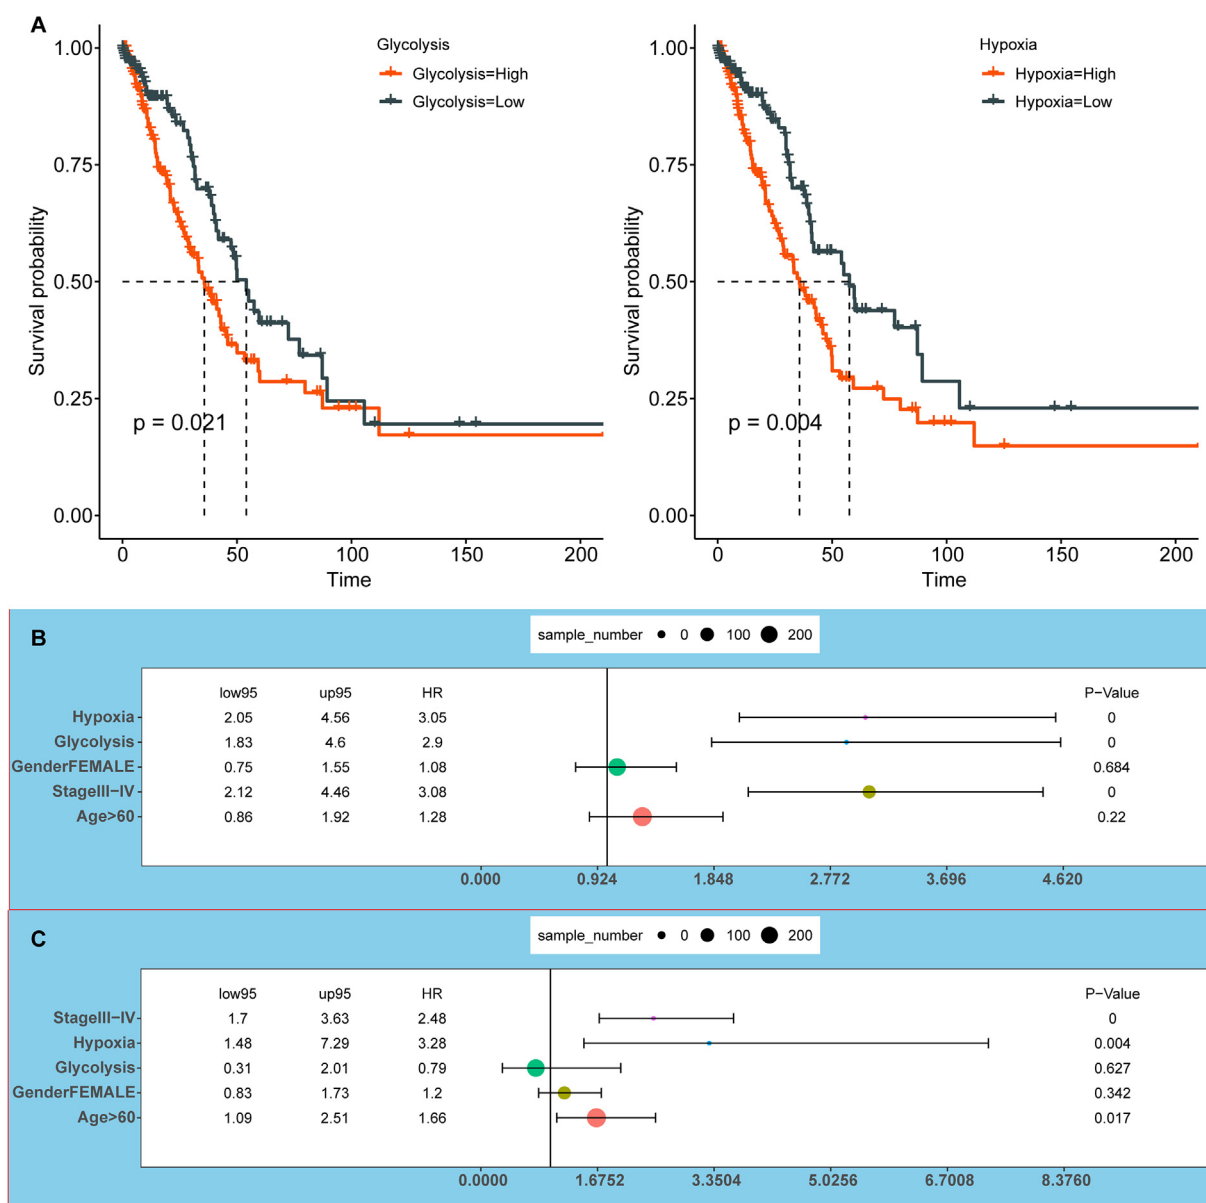 A
Glycolysis
Glycolysis=High
Glycolysis=Low
Survival probability
1.00
0.75
0.50
0.25
0.00
p = 0.021
0 50 100 150 200
Time
Hypoxia
Hypoxia=High
Hypoxia=Low
Survival probability
1.00
0.75
0.50
0.25
0.00
p = 0.004
0 50 100 150 200
Time
B
sample_number 0 100 200
low95 up95 HR P−Value
Hypoxia 2.05 4.56 3.05 0
Glycolysis 1.83 4.6 2.9 0
GenderFEMALE 0.75 1.55 1.08 0.684
StageIII−IV 2.12 4.46 3.08 0
Age>60 0.86 1.92 1.28 0.22
0.000 0.924 1.848 2.772 3.696 4.620
C
sample_number 0 100 200
low95 up95 HR P−Value
StageIII−IV 1.7 3.63 2.48 0
Hypoxia 1.48 7.29 3.28 0.004
Glycolysis 0.31 2.01 0.79 0.627
GenderFEMALE 0.83 1.73 1.2 0.342
Age>60 1.09 2.51 1.66 0.017
0.0000 1.6752 3.3504 5.0256 6.7008 8.3760